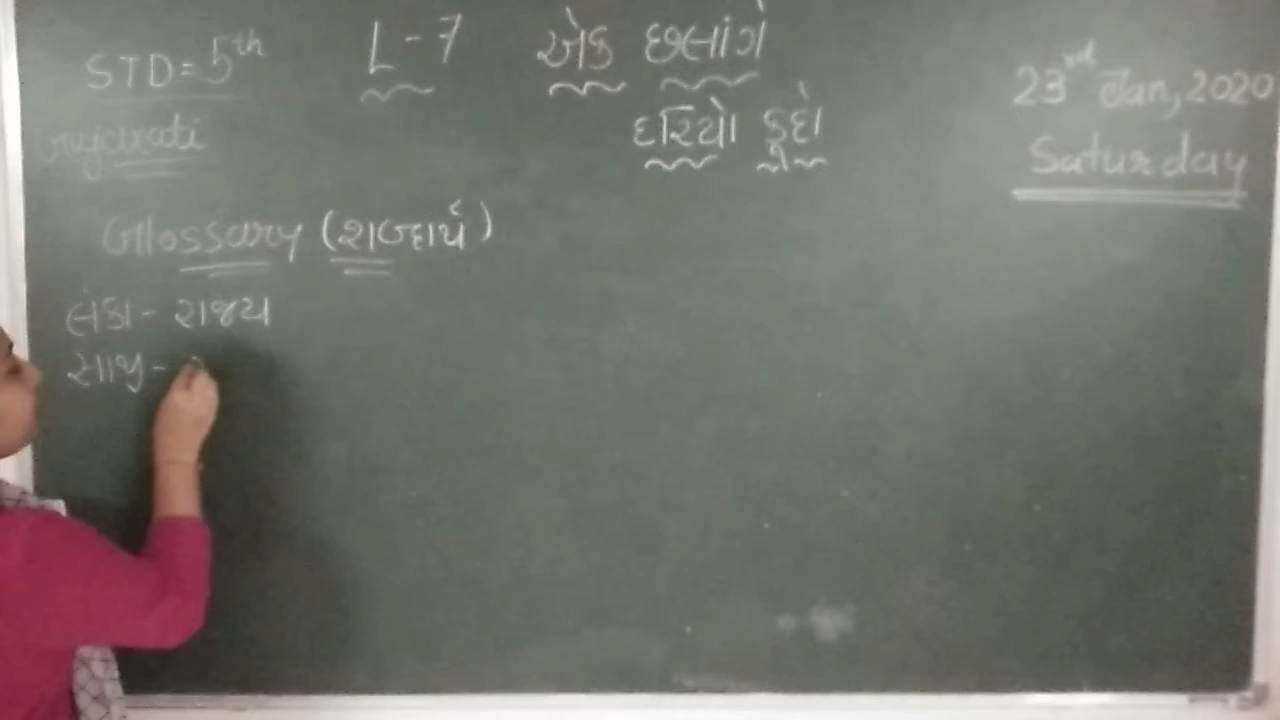 STD = 5th
L - 7 એક છલાંગે
દરિયો કૂદો
23rd Jan, 2020
Saturday
Gujarati
Glossary (શબ્દાર્થ)
લંકા - રાજ્ય
સાજુ -